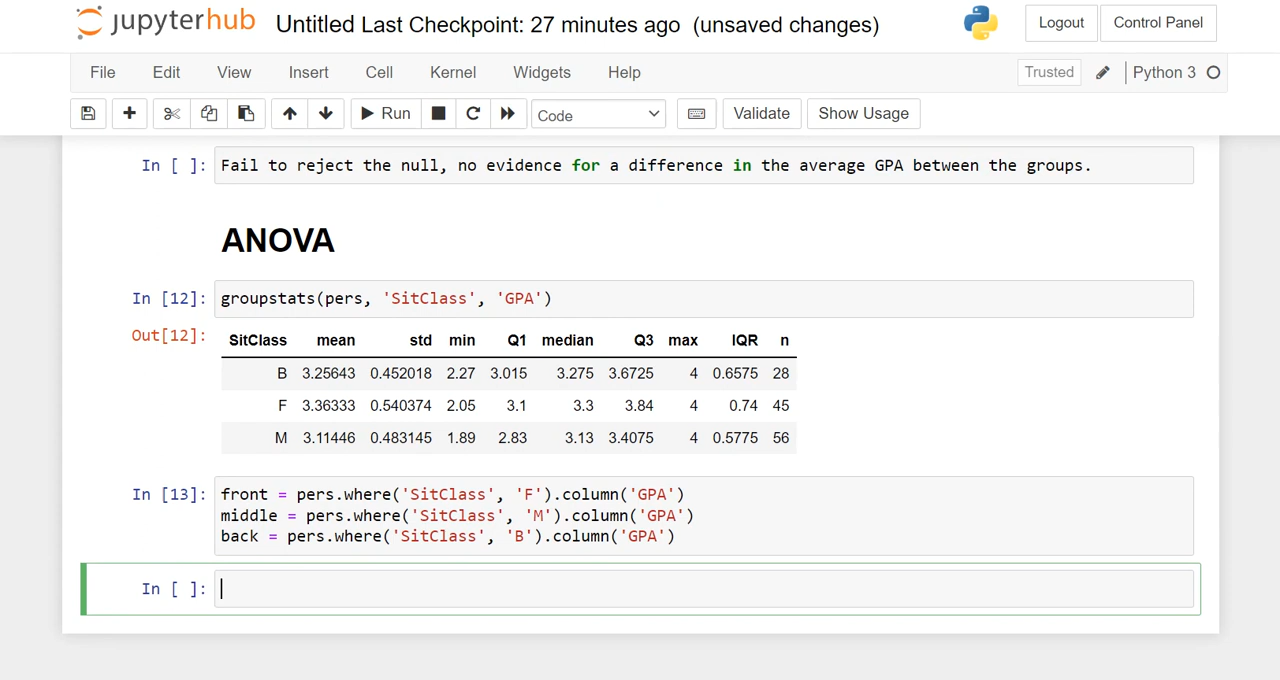 jupyterhub Untitled Last Checkpoint: 27 minutes ago (unsaved changes) Logout Control Panel
File Edit View Insert Cell Kernel Widgets Help Trusted Python 3
Run Code Validate Show Usage
In [ ]: Fail to reject the null, no evidence for a difference in the average GPA between the groups.
ANOVA
In [12]: groupstats(pers, 'SitClass', 'GPA')
Out[12]: SitClass mean std min Q1 median Q3 max IQR n
B 3.25643 0.452018 2.27 3.015 3.275 3.6725 4 0.6575 28
F 3.36333 0.540374 2.05 3.1 3.3 3.84 4 0.74 45
M 3.11446 0.483145 1.89 2.83 3.13 3.4075 4 0.5775 56
In [13]: front = pers.where('SitClass', 'F').column('GPA')
middle = pers.where('SitClass', 'M').column('GPA')
back = pers.where('SitClass', 'B').column('GPA')
In [ ]: